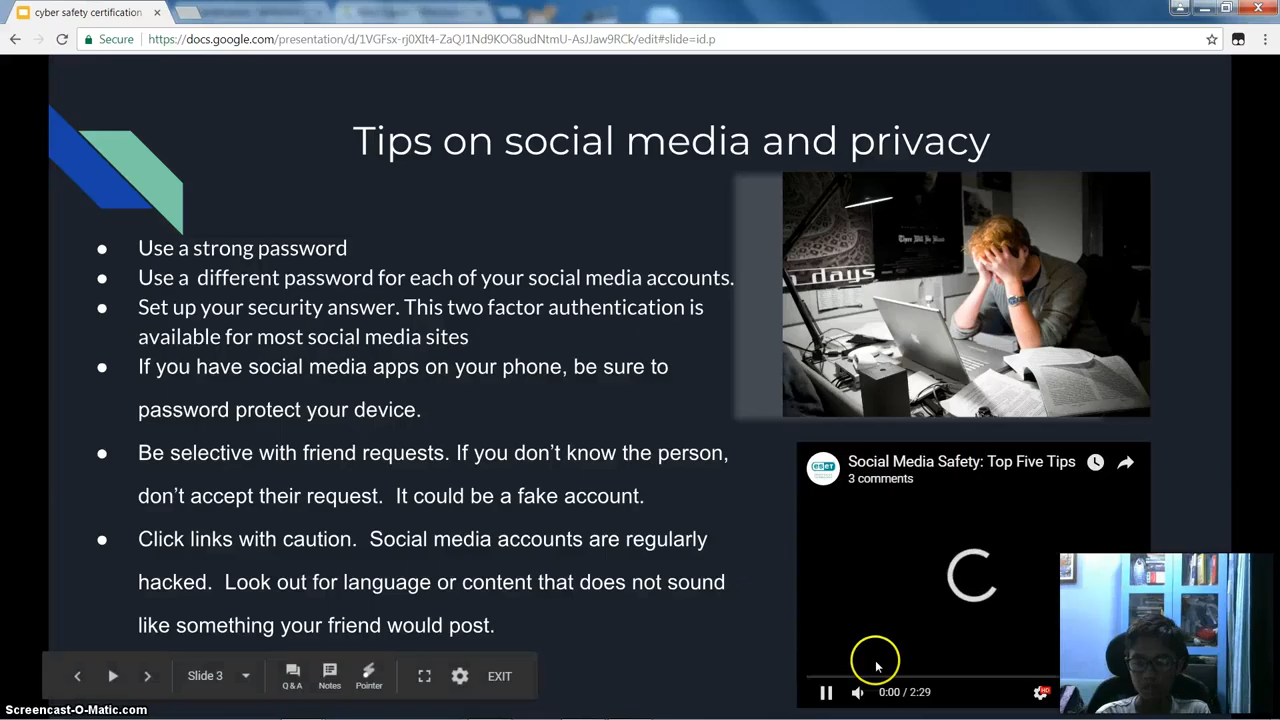 cyber safety certification
Secure
https://docs.google.com/presentation/d/1VGFsx-rj0XIt4-ZaQJ1Nd9KOG8udNtmU-AsJJaw9RCk/edit#slide=id.p
Tips on social media and privacy
There Will Be Blood
n days
● Use a strong password
● Use a different password for each of your social media accounts.
● Set up your security answer. This two factor authentication is
available for most social media sites
● If you have social media apps on your phone, be sure to
password protect your device.
● Be selective with friend requests. If you don’t know the person,
don’t accept their request. It could be a fake account.
● Click links with caution. Social media accounts are regularly
hacked. Look out for language or content that does not sound
like something your friend would post.
eset
Social Media Safety: Top Five Tips
3 comments
0:00 / 2:29
HD
Slide 3
Q & A
Notes
Pointer
EXIT
Screencast-O-Matic.com